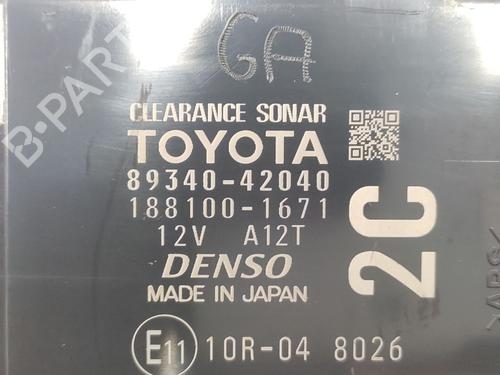 GA
CLEARANCE SONAR
TOYOTA
89340-42040
188100-1671
12V A12T
DENSO
MADE IN JAPAN
2C
E11 10R-04 8026
>ABS<
B-PARTS